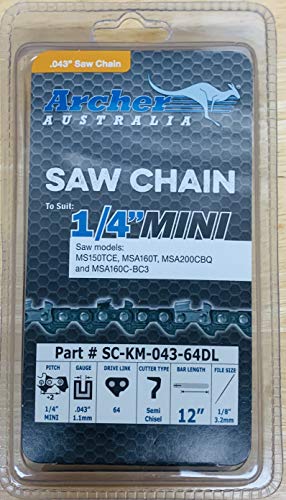 .043" Saw Chain
Archer
AUSTRALIA
SAW CHAIN
To Suit: 1/4" MINI
Saw models:
MS150TCE, MSA160T, MSA200CBQ
and MSA160C-BC3
Part # SC-KM-043-64DL
PITCH GAUGE DRIVE LINK CUTTER TYPE BAR LENGTH FILE SIZE
÷2
1/4" MINI .043" 1.1mm 64 Semi Chisel 12" 1/8" 3.2mm